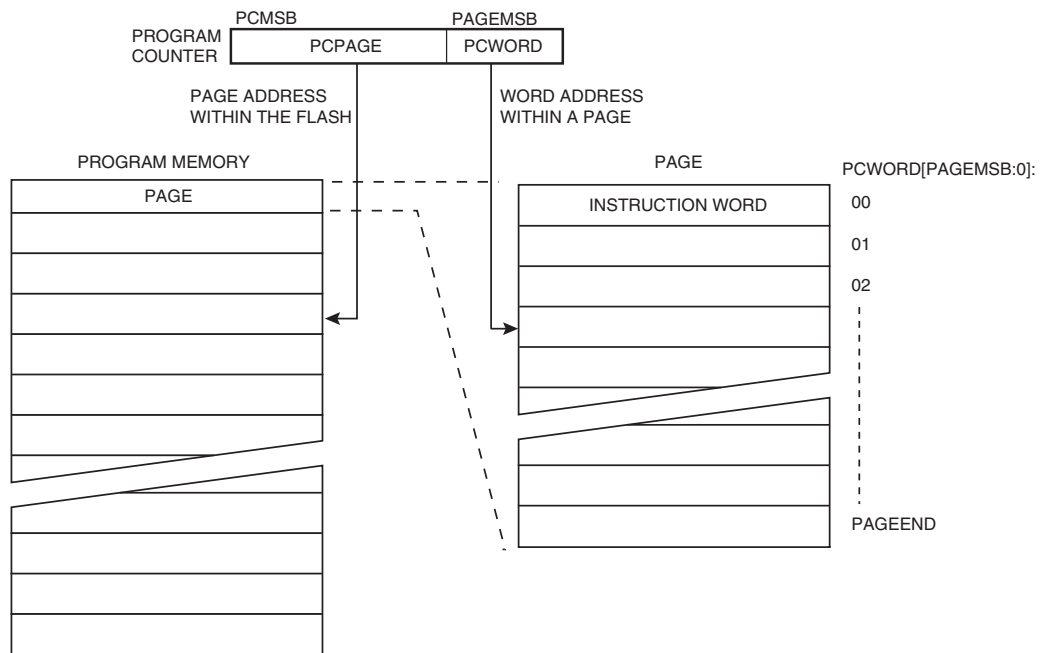 PCMSB PAGEMSB
PROGRAM
COUNTER
PCPAGE PCWORD
PAGE ADDRESS
WITHIN THE FLASH
WORD ADDRESS
WITHIN A PAGE
PROGRAM MEMORY
PAGE
PAGE
PCWORD[PAGEMSB:0]:
INSTRUCTION WORD
00
01
02
PAGEEND